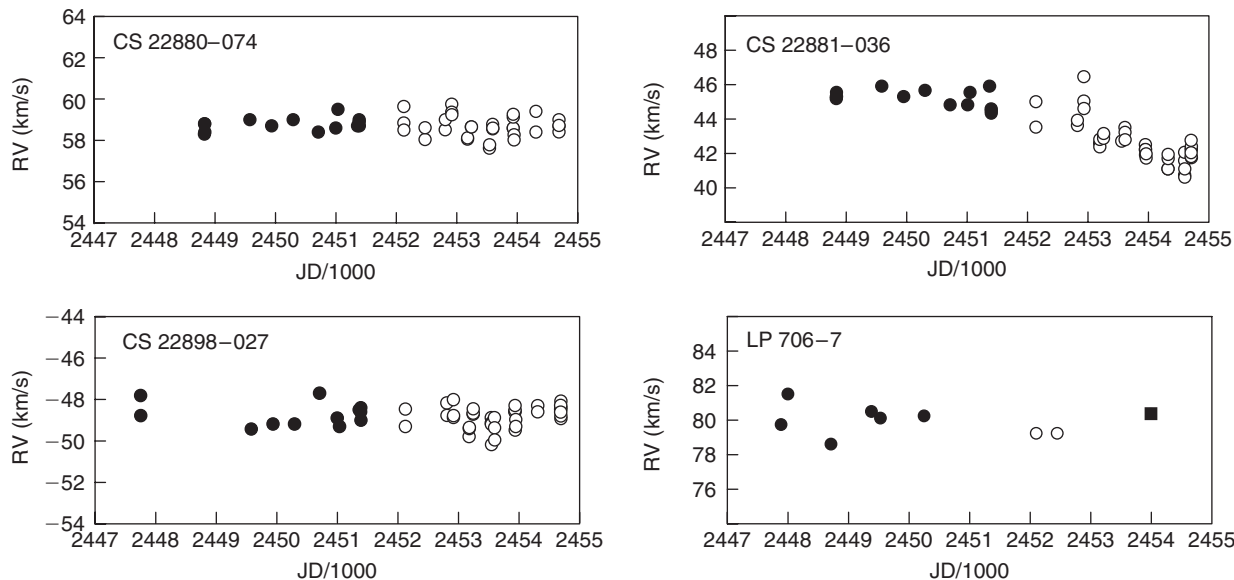 64
62
60
58
56
54
RV (km/s)
CS 22880–074
2447 2448 2449 2450 2451 2452 2453 2454 2455
JD/1000
48
46
44
42
40
RV (km/s)
CS 22881–036
2447 2448 2449 2450 2451 2452 2453 2454 2455
JD/1000
−44
−46
−48
−50
−52
−54
RV (km/s)
CS 22898–027
2447 2448 2449 2450 2451 2452 2453 2454 2455
JD/1000
84
82
80
78
76
RV (km/s)
LP 706–7
2447 2448 2449 2450 2451 2452 2453 2454 2455
JD/1000